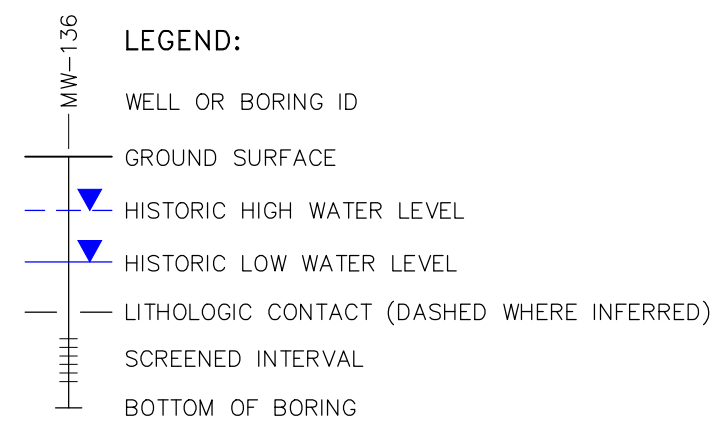 MW-136
LEGEND:
WELL OR BORING ID
GROUND SURFACE
HISTORIC HIGH WATER LEVEL
HISTORIC LOW WATER LEVEL
LITHOLOGIC CONTACT (DASHED WHERE INFERRED)
SCREENED INTERVAL
BOTTOM OF BORING